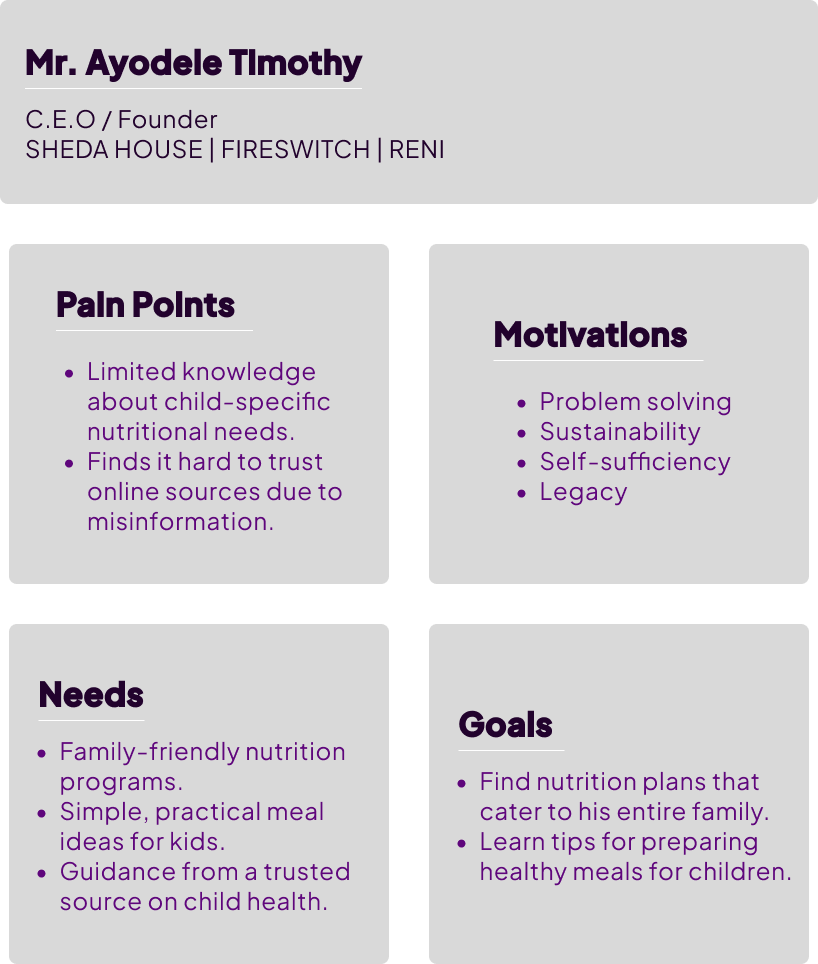 Mr. Ayodele Timothy
C.E.O / Founder
SHEDA HOUSE | FIRESWITCH | RENI
Pain Points
• Limited knowledge
about child-specific
nutritional needs.
• Finds it hard to trust
online sources due to
misinformation.
Motivations
• Problem solving
• Sustainability
• Self-sufficiency
• Legacy
Needs
• Family-friendly nutrition
programs.
• Simple, practical meal
ideas for kids.
• Guidance from a trusted
source on child health.
Goals
• Find nutrition plans that
cater to his entire family.
• Learn tips for preparing
healthy meals for children.